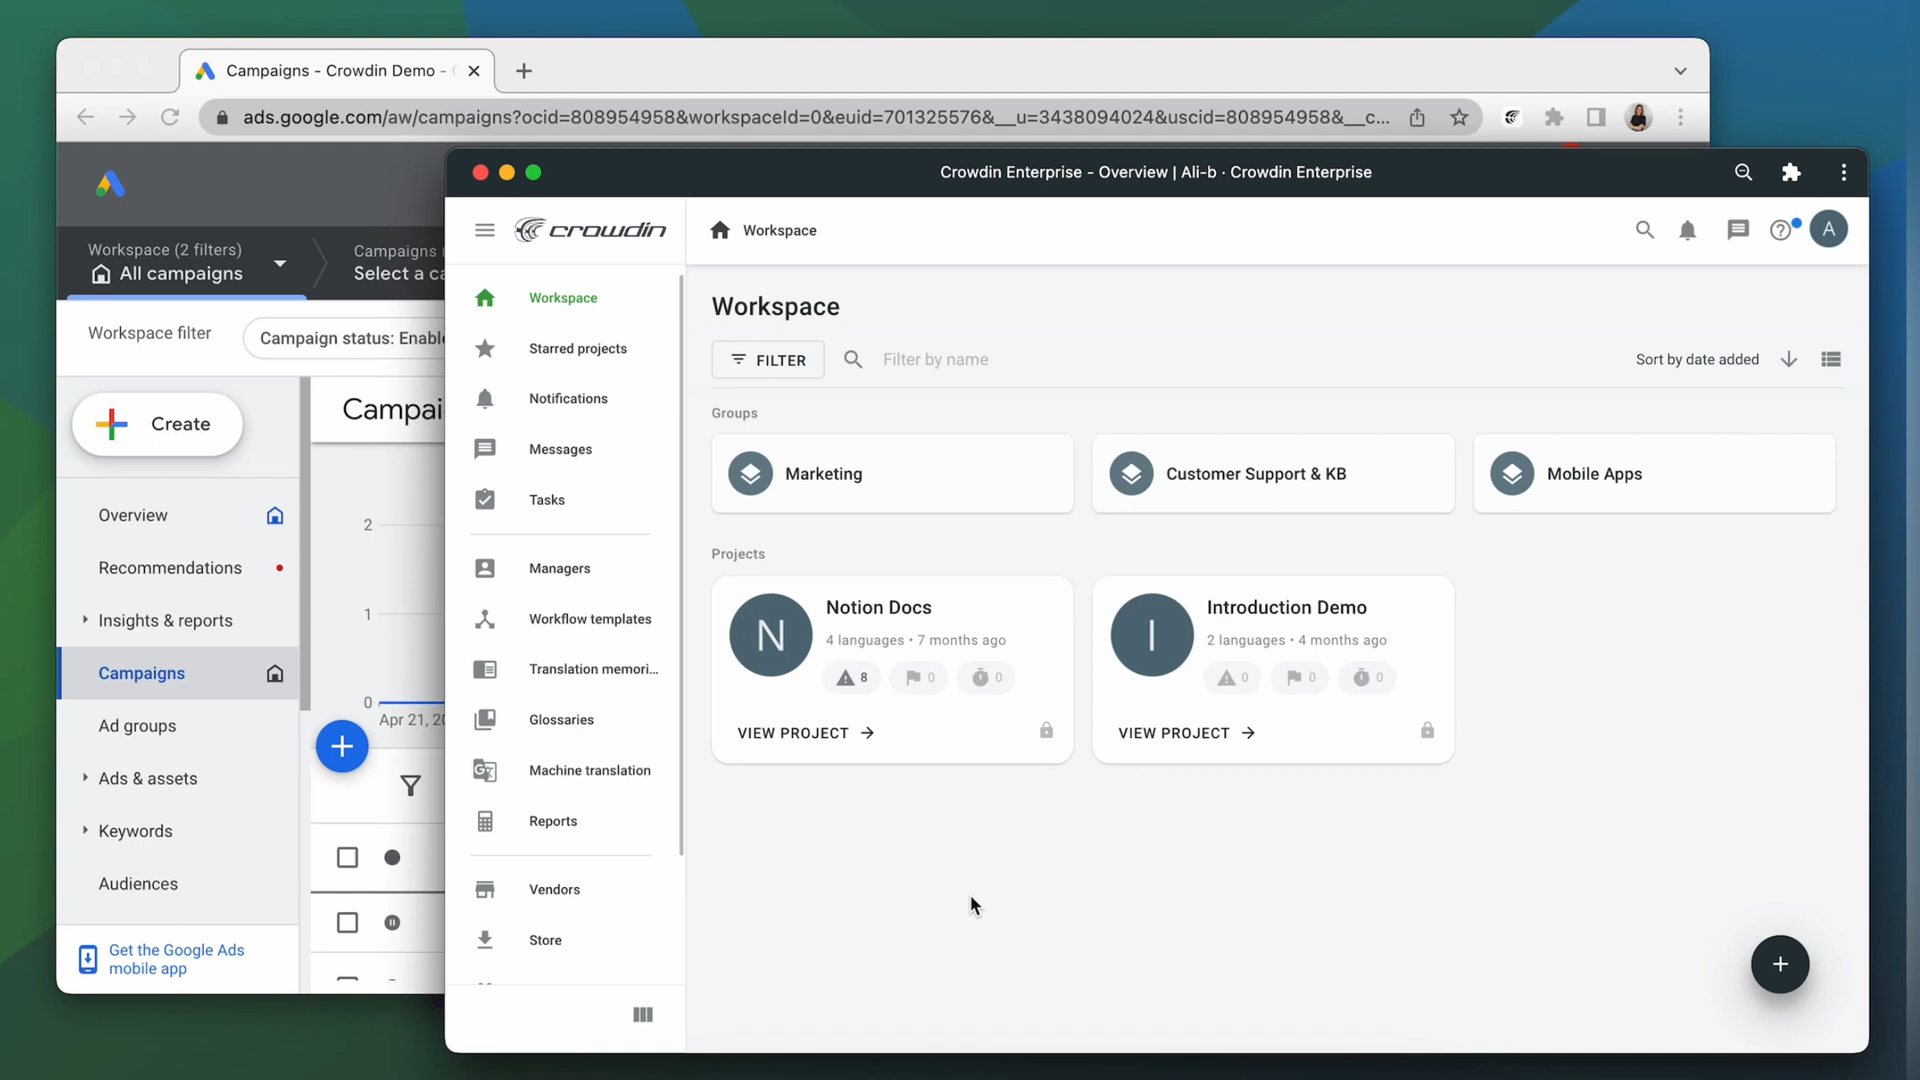 Campaigns - Crowdin Demo -
ads.google.com/aw/campaigns?ocid=808954958&workspaceId=0&euid=701325576&__u=3438094024&uscid=808954958&__c...
Workspace (2 filters)
All campaigns
Campaigns
Select a ca
Workspace filter
Campaign status: Enabl
Create
Campai
Overview
Recommendations
Insights & reports
Campaigns
Ad groups
Ads & assets
Keywords
Audiences
Get the Google Ads
mobile app
2
1
0
Apr 21, 20
Crowdin Enterprise - Overview | Ali-b · Crowdin Enterprise
crowdin
Workspace
A
Workspace
Starred projects
Notifications
Messages
Tasks
Managers
Workflow templates
Translation memori...
Glossaries
Machine translation
Reports
Vendors
Store
Workspace
FILTER
Filter by name
Sort by date added
Groups
Marketing
Customer Support & KB
Mobile Apps
Projects
N
Notion Docs
4 languages • 7 months ago
8
0
0
VIEW PROJECT
I
Introduction Demo
2 languages • 4 months ago
0
0
0
VIEW PROJECT